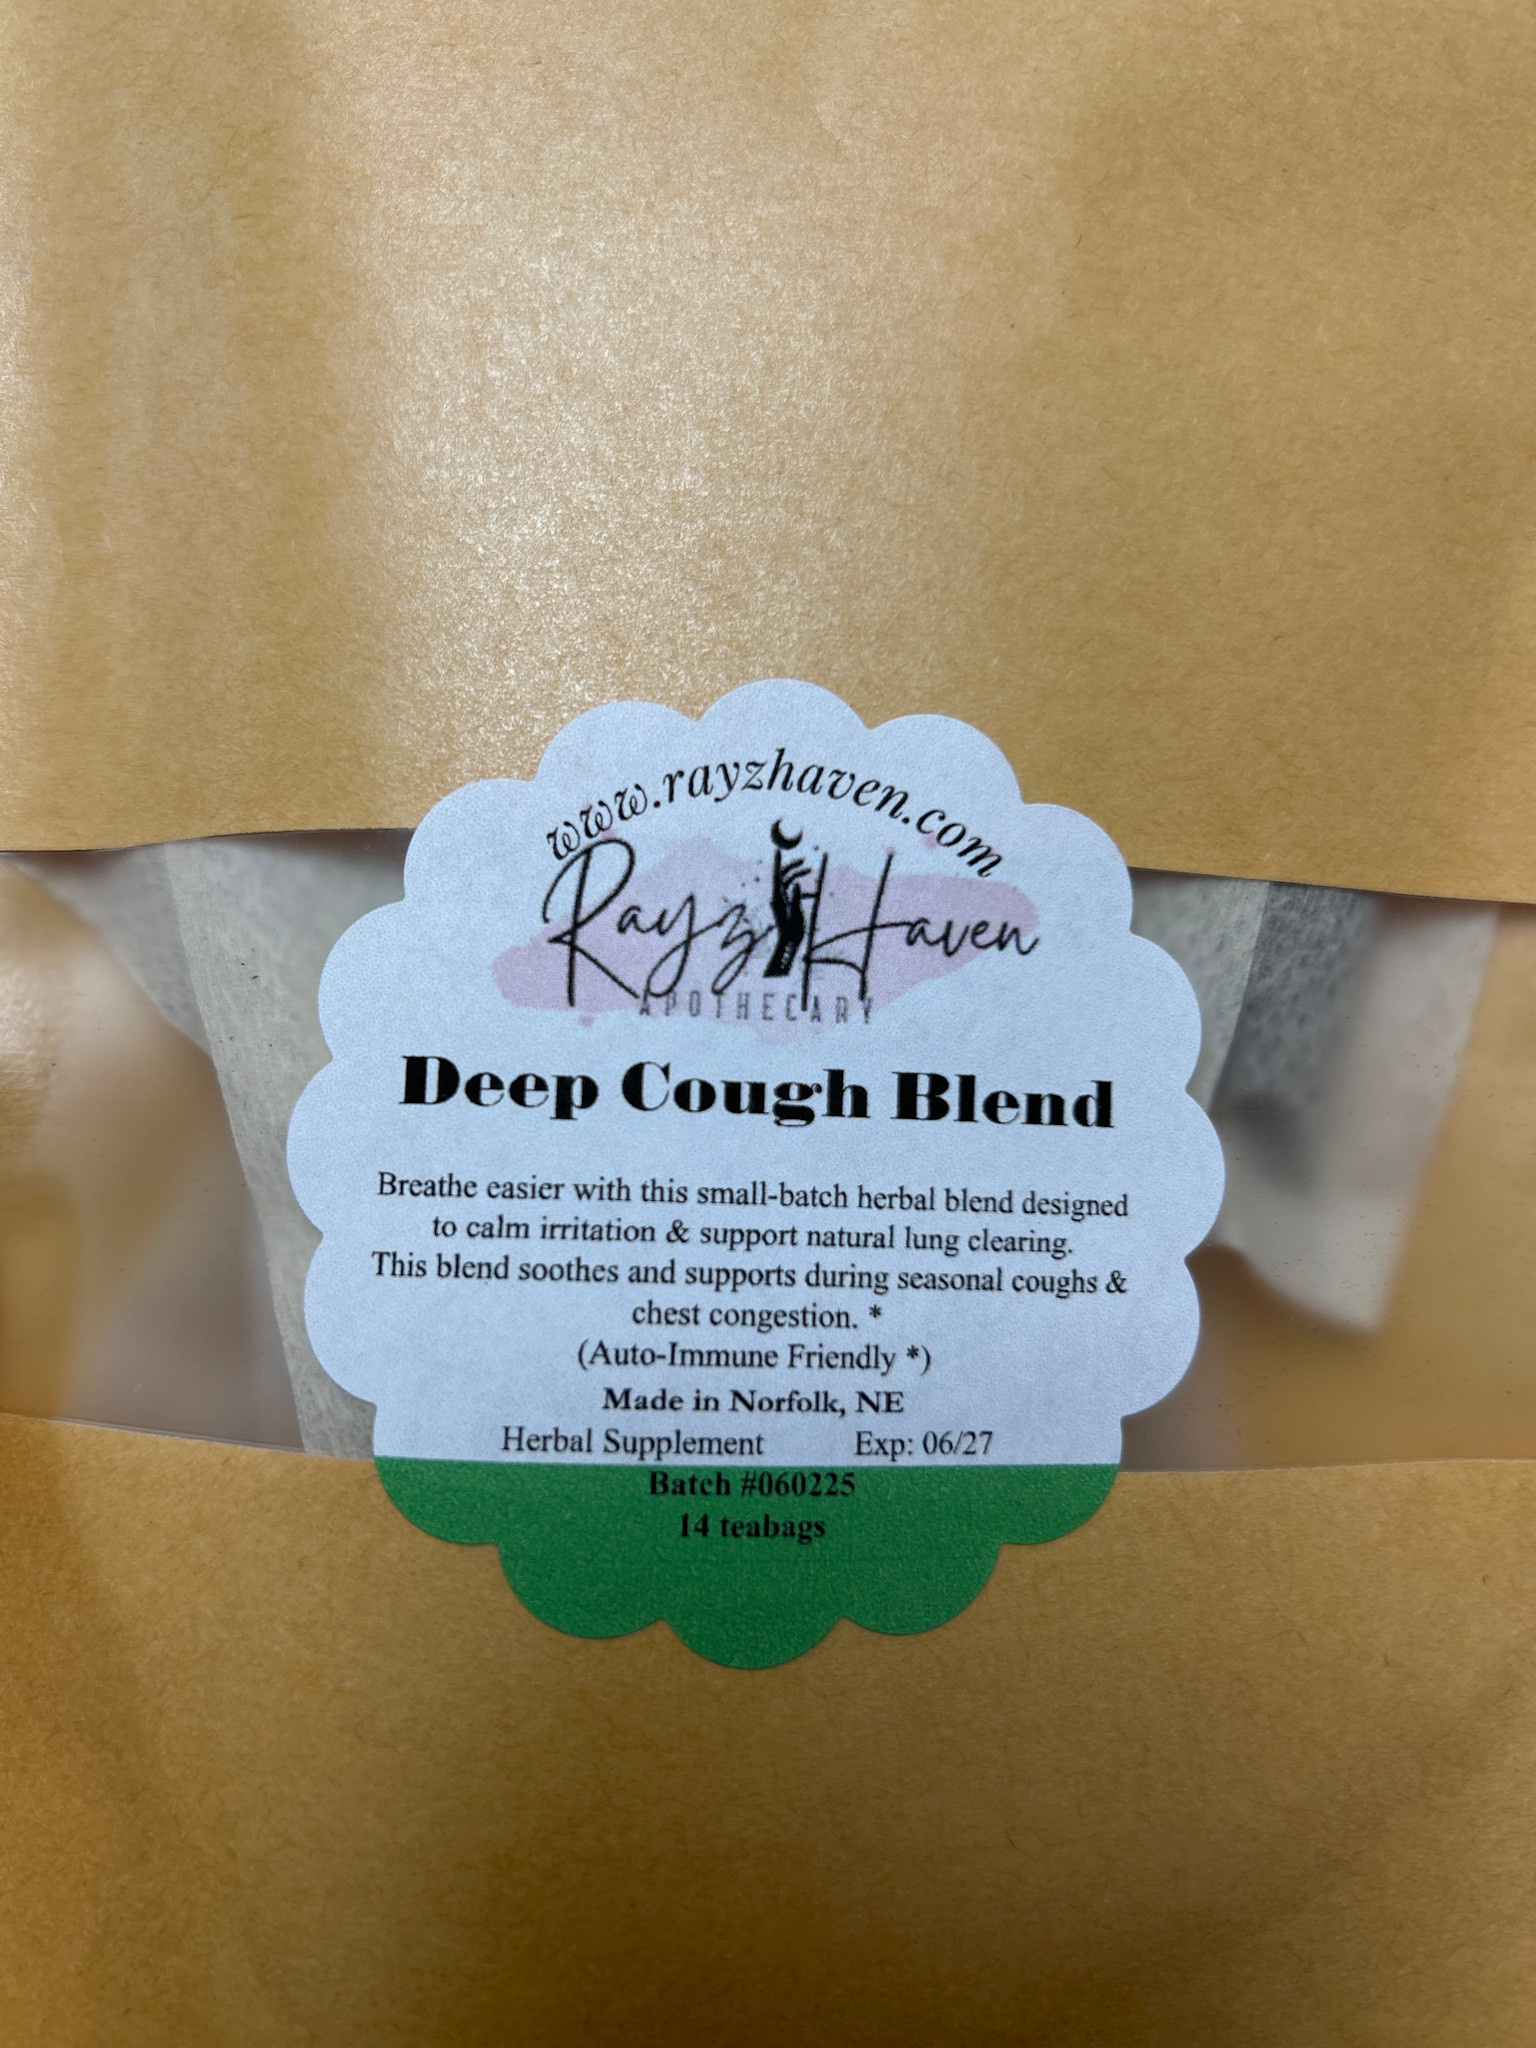 www.rayzhaven.com
Rayz Haven
APOTHECARY
Deep Cough Blend
Breathe easier with this small-batch herbal blend designed
to calm irritation & support natural lung clearing.
This blend soothes and supports during seasonal coughs &
chest congestion. *
(Auto-Immune Friendly *)
Made in Norfolk, NE
Herbal Supplement Exp: 06/27
Batch #060225
14 teabags